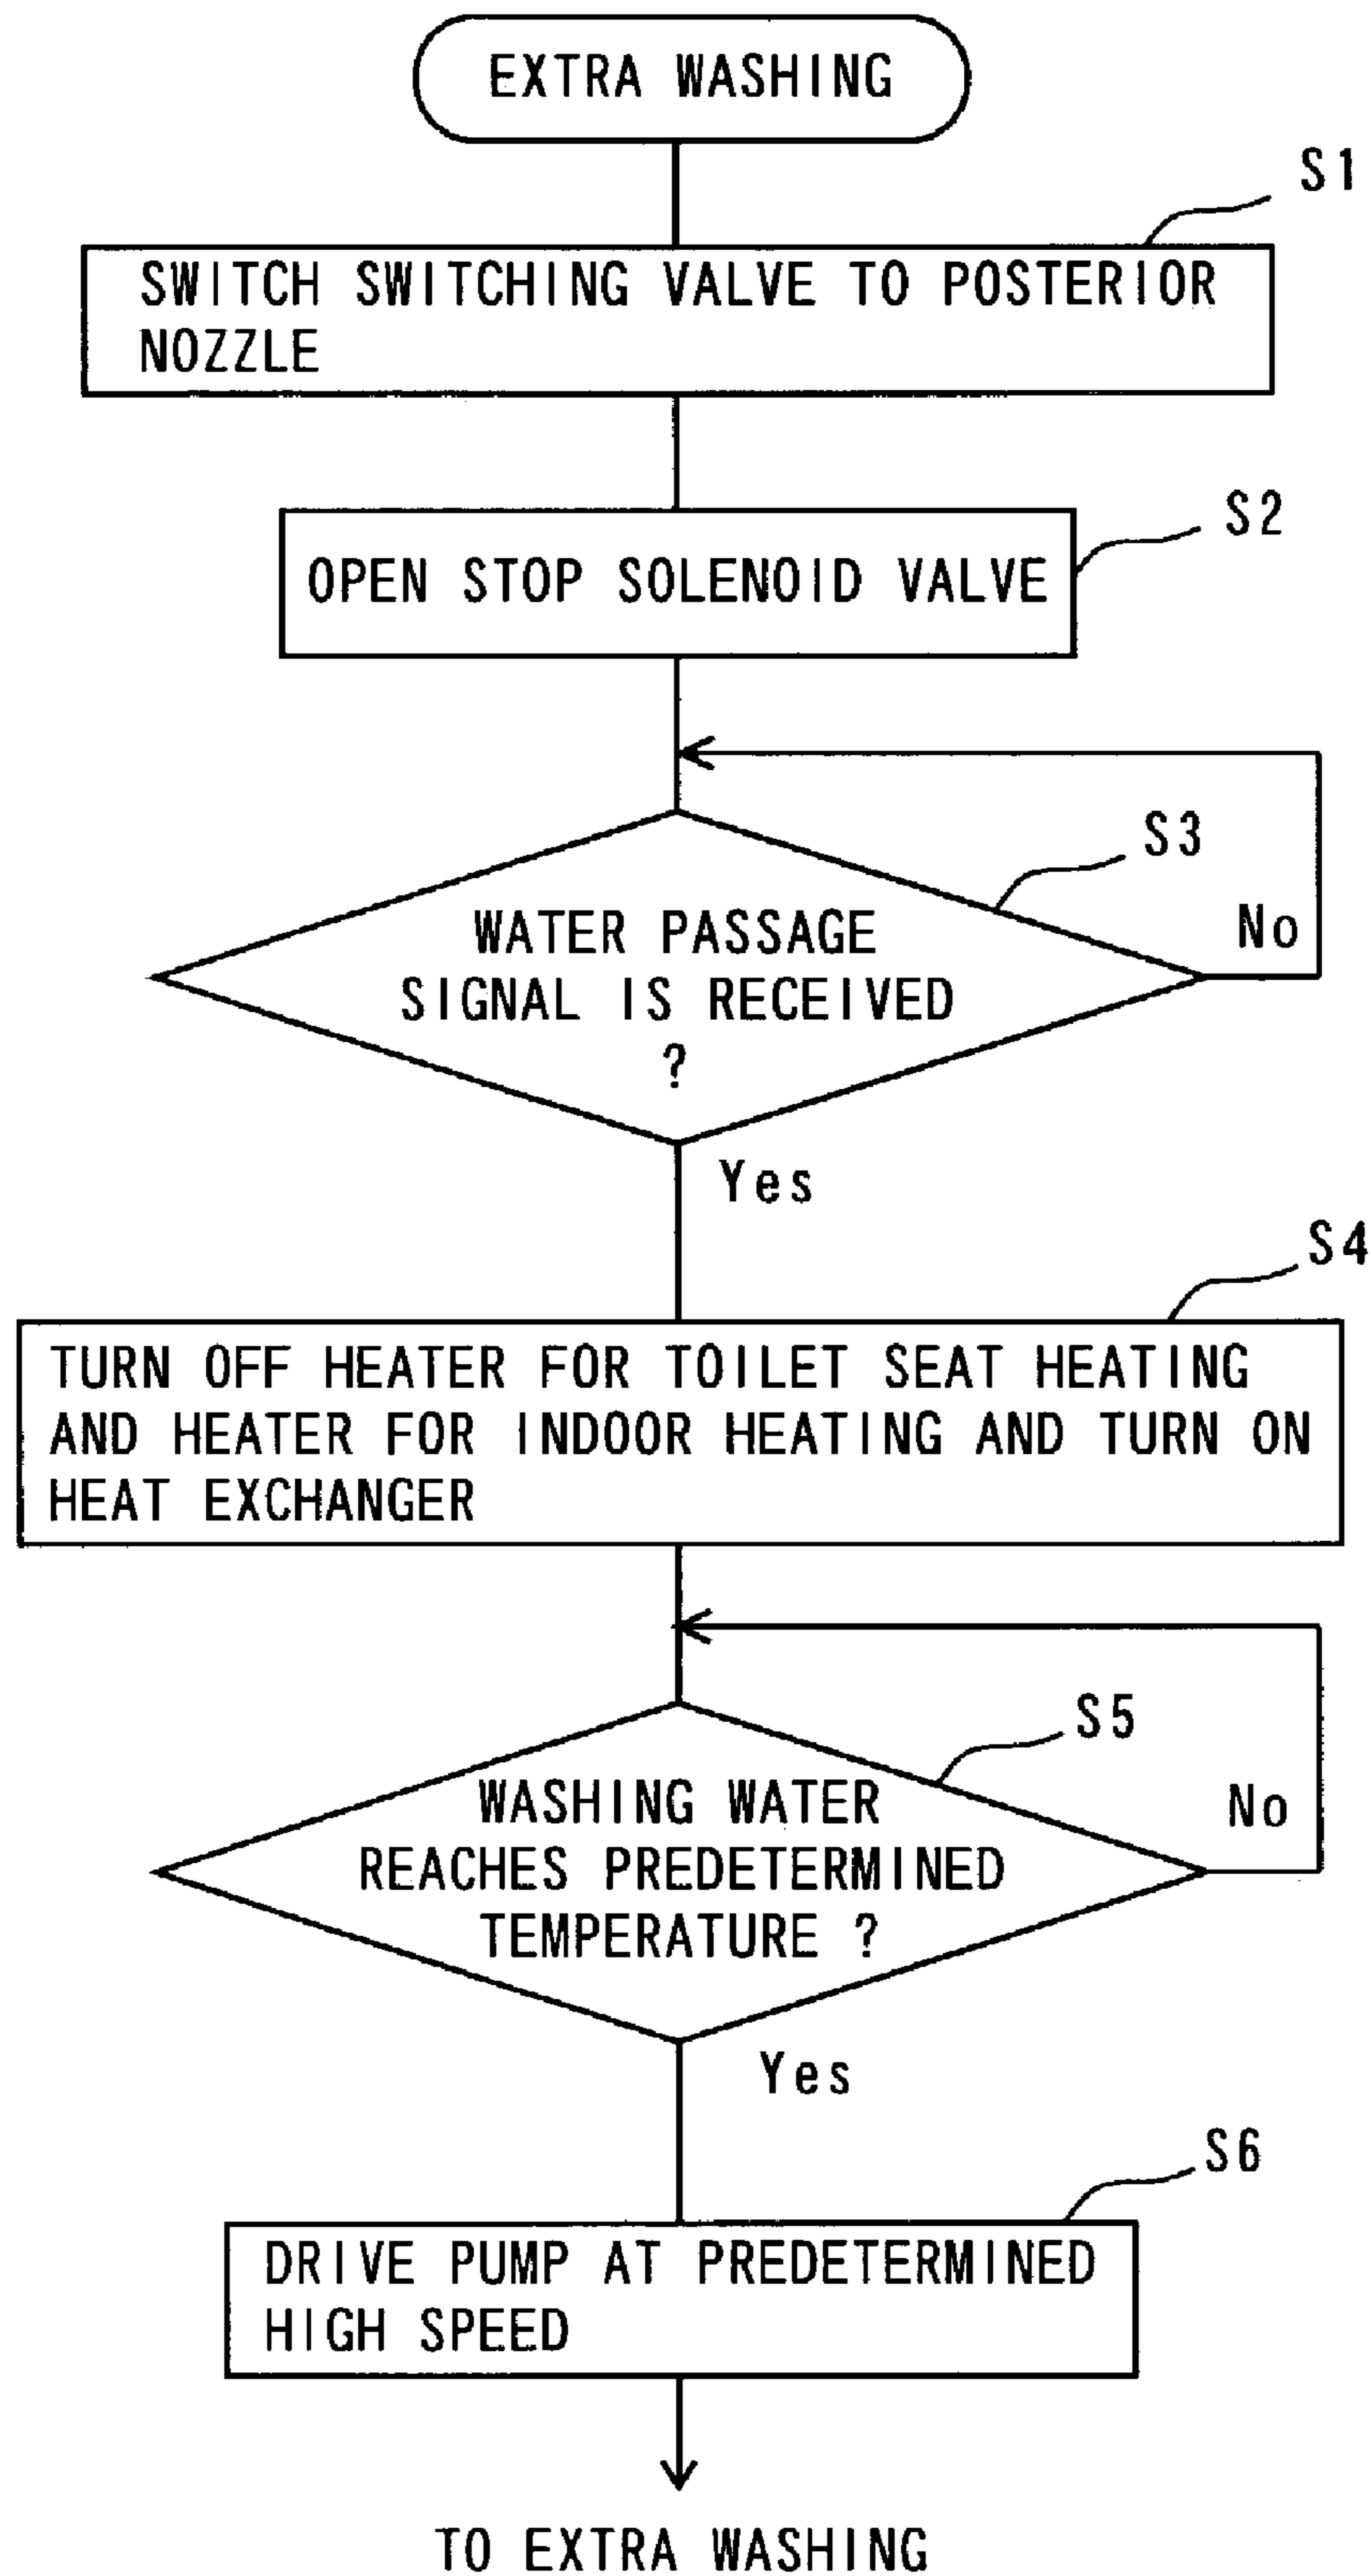 EXTRA WASHING
S1
SWITCH SWITCHING VALVE TO POSTERIOR
NOZZLE
S2
OPEN STOP SOLENOID VALVE
S3
WATER PASSAGE
SIGNAL IS RECEIVED
?
No
Yes
S4
TURN OFF HEATER FOR TOILET SEAT HEATING
AND HEATER FOR INDOOR HEATING AND TURN ON
HEAT EXCHANGER
S5
WASHING WATER
REACHES PREDETERMINED
TEMPERATURE ?
No
Yes
S6
DRIVE PUMP AT PREDETERMINED
HIGH SPEED
TO EXTRA WASHING